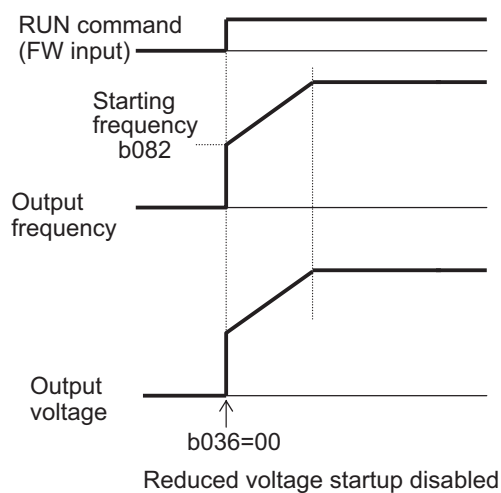 RUN command
(FW input)
Starting
frequency
b082
Output
frequency
Output
voltage
b036=00
Reduced voltage startup disabled